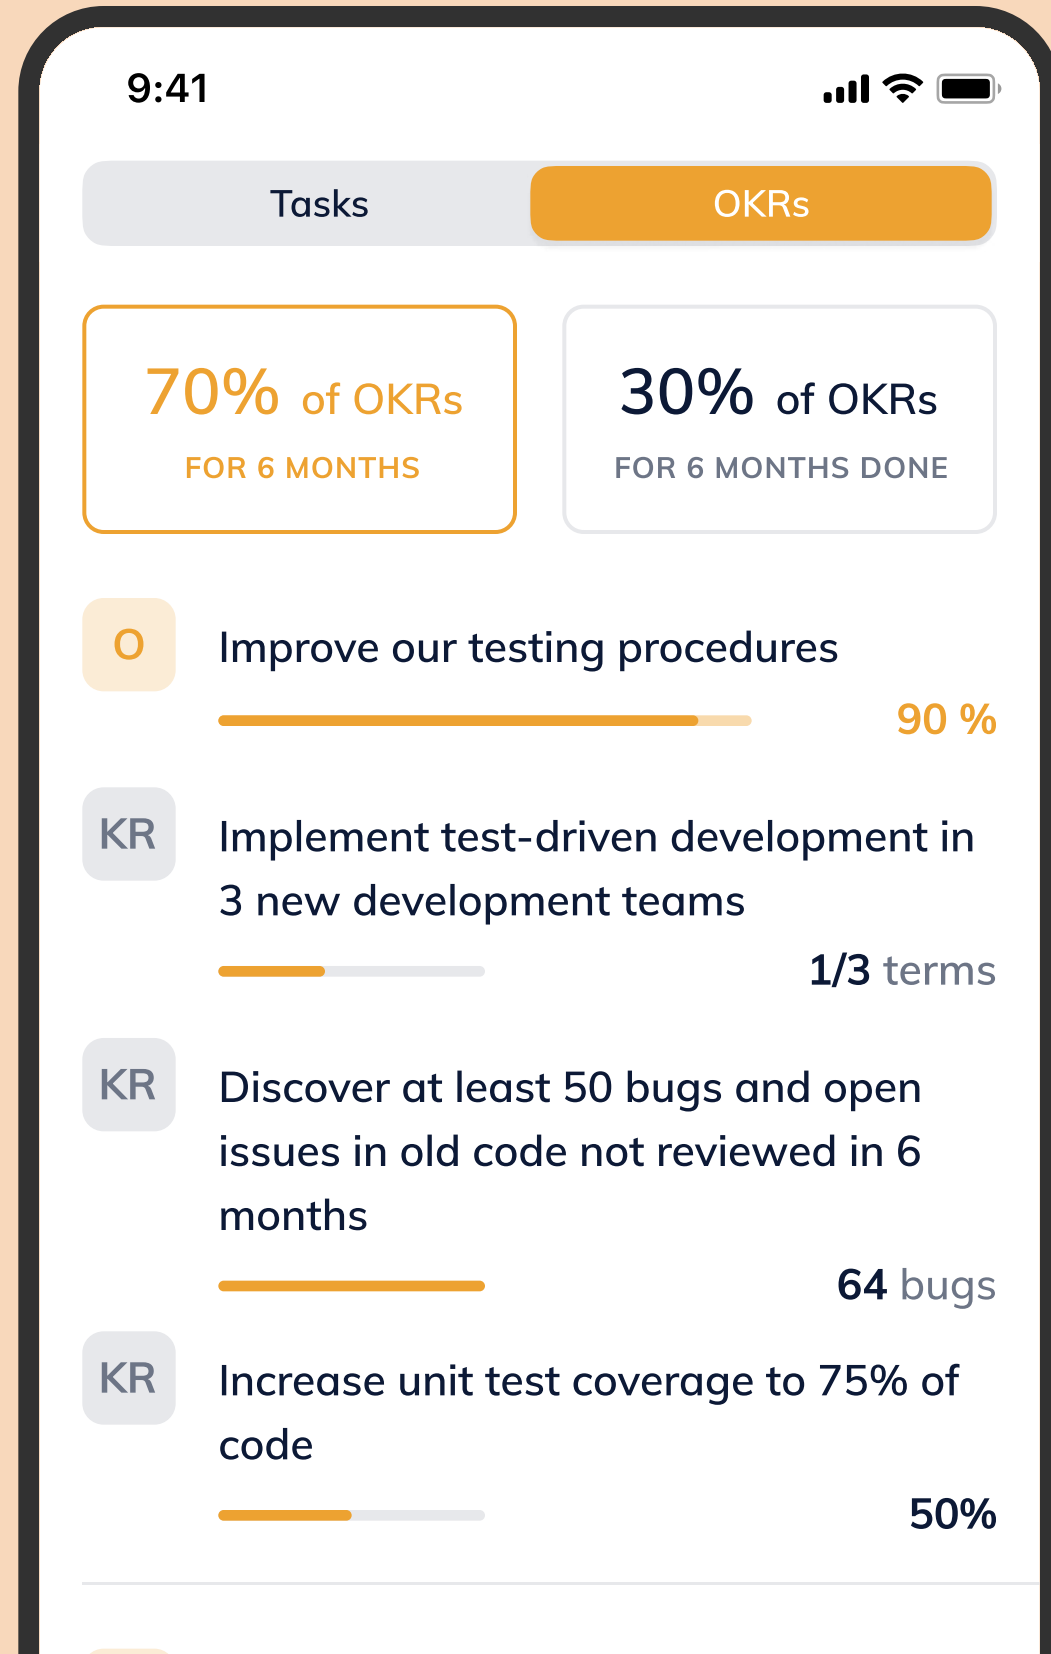 9:41
Tasks
OKRs
70% of OKRs
FOR 6 MONTHS
30% of OKRs
FOR 6 MONTHS DONE
O
Improve our testing procedures
90 %
KR
Implement test-driven development in
3 new development teams
1/3 terms
KR
Discover at least 50 bugs and open
issues in old code not reviewed in 6
months
64 bugs
KR
Increase unit test coverage to 75% of
code
50%